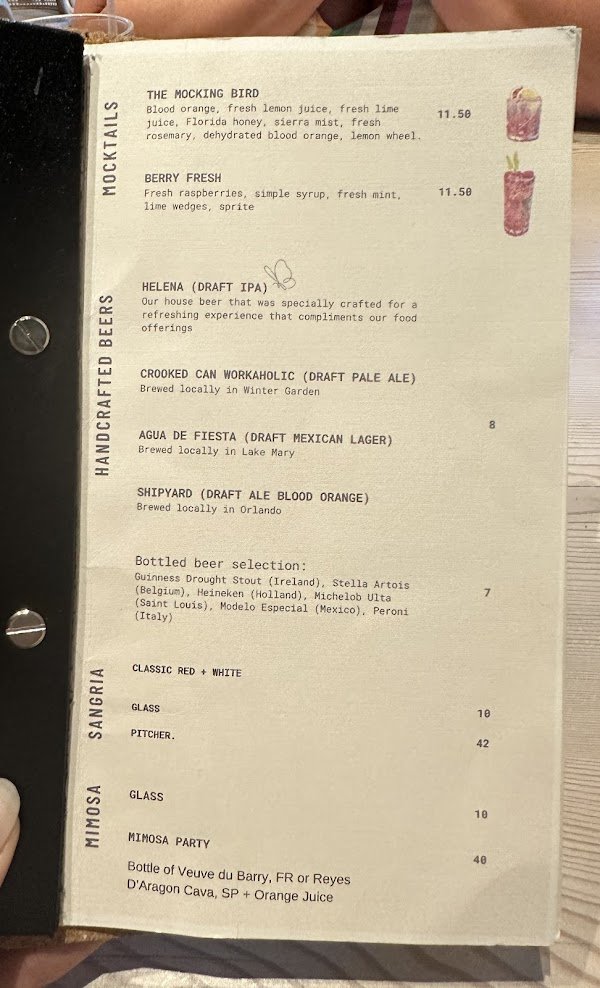 MOCKTAILS
THE MOCKING BIRD
Blood orange, fresh lemon juice, fresh lime
juice, Florida honey, sierra mist, fresh
rosemary, dehydrated blood orange, lemon wheel.
11.50
BERRY FRESH
Fresh raspberries, simple syrup, fresh mint,
lime wedges, sprite
11.50
HANDCRAFTED BEERS
HELENA (DRAFT IPA)
Our house beer that was specially crafted for a
refreshing experience that compliments our food
offerings
CROOKED CAN WORKAHOLIC (DRAFT PALE ALE)
Brewed locally in Winter Garden
8
AGUA DE FIESTA (DRAFT MEXICAN LAGER)
Brewed locally in Lake Mary
SHIPYARD (DRAFT ALE BLOOD ORANGE)
Brewed locally in Orlando
Bottled beer selection:
Guinness Drought Stout (Ireland), Stella Artois
(Belgium), Heineken (Holland), Michelob Ulta
(Saint Louis), Modelo Especial (Mexico), Peroni
(Italy)
7
SANGRIA
CLASSIC RED + WHITE
GLASS
10
PITCHER.
42
MIMOSA
GLASS
10
MIMOSA PARTY
40
Bottle of Veuve du Barry, FR or Reyes
D'Aragon Cava, SP + Orange Juice